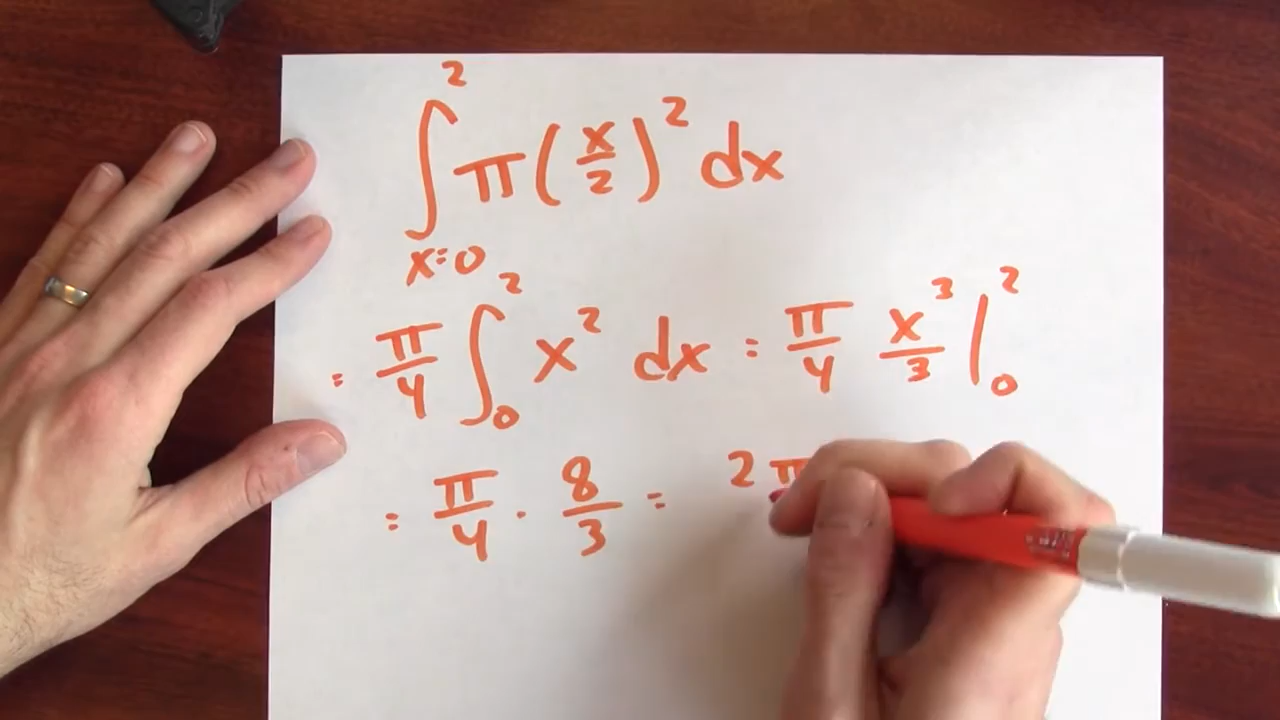 ∫_{x=0}^{2} π(x/2)² dx
= π/4 ∫_0^2 x² dx = π/4 x³/3 |_0^2
= π/4 · 8/3 = 2π